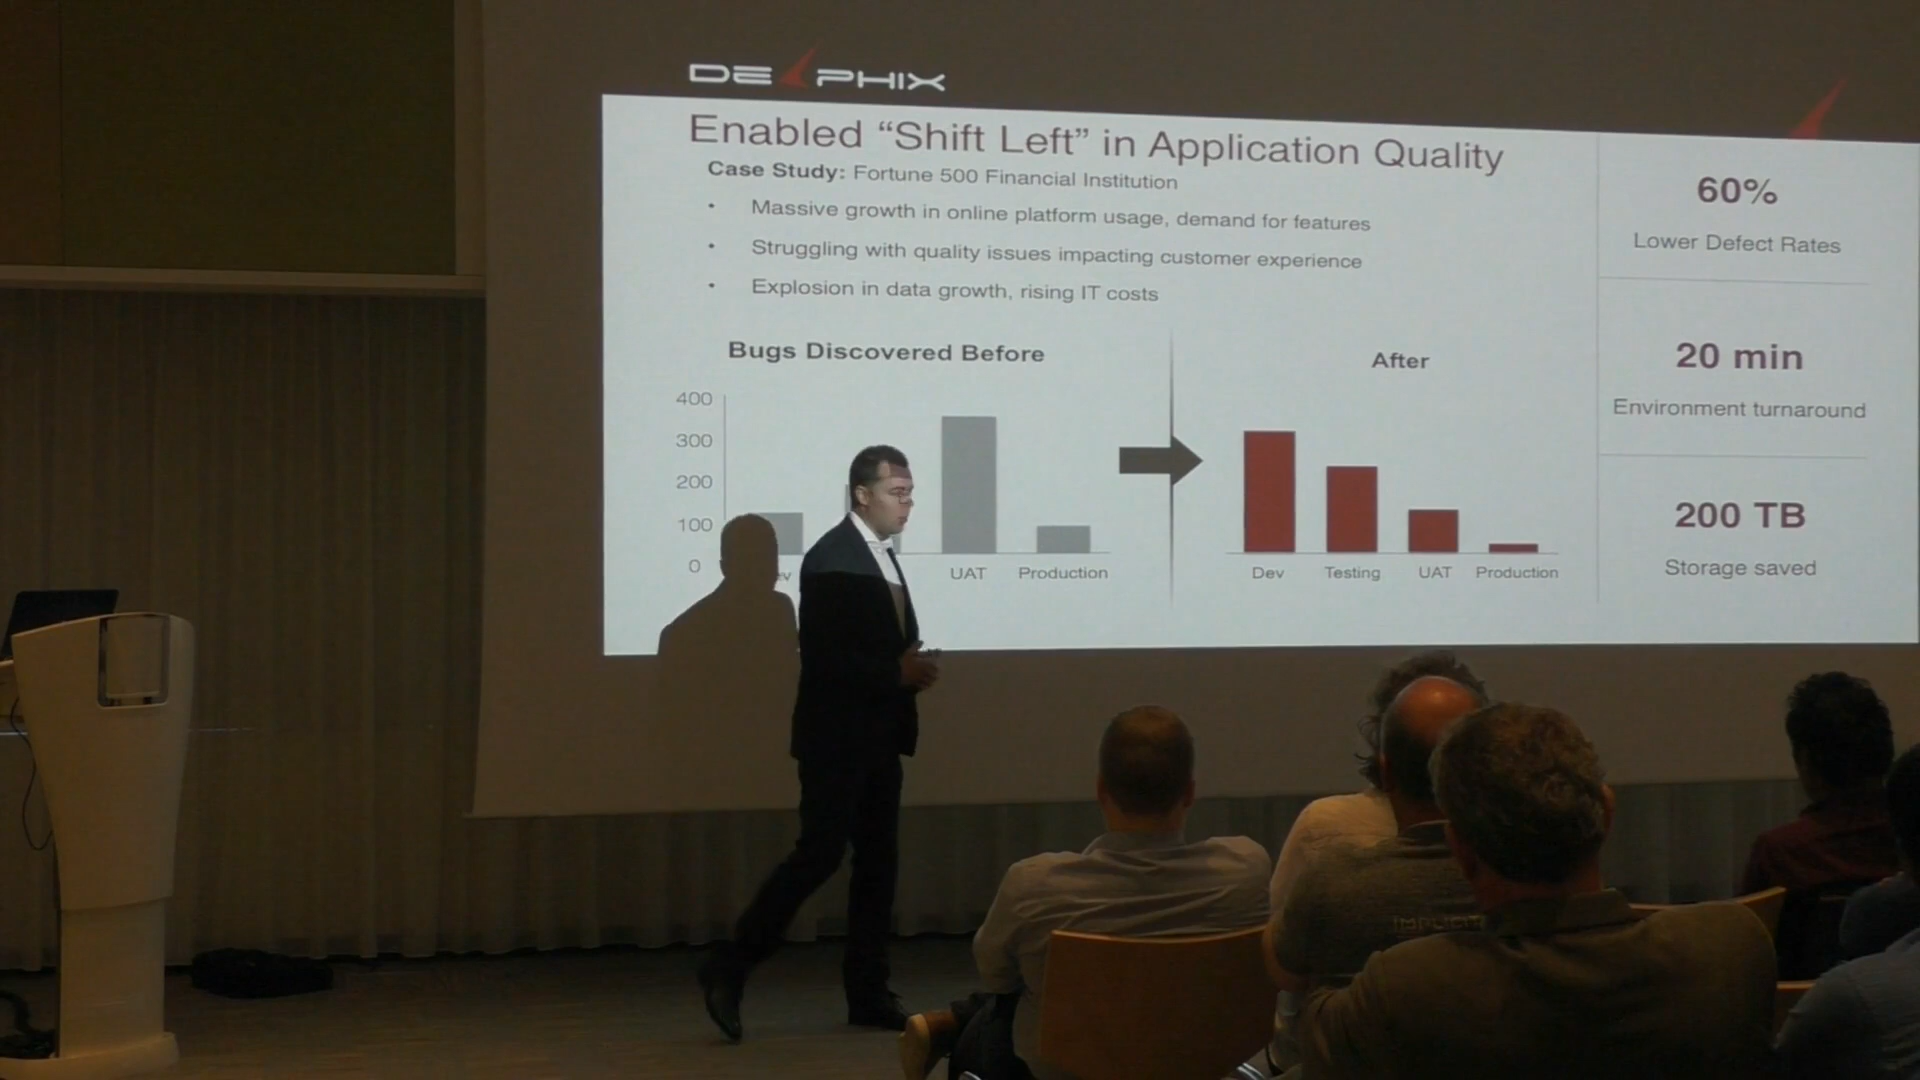 DELPHIX
Enabled “Shift Left” in Application Quality
Case Study: Fortune 500 Financial Institution
• Massive growth in online platform usage, demand for features
• Struggling with quality issues impacting customer experience
• Explosion in data growth, rising IT costs
Bugs Discovered Before
400
300
200
100
0
UAT
Production
After
Dev
Testing
UAT
Production
60%
Lower Defect Rates
20 min
Environment turnaround
200 TB
Storage saved
IMPLICIT